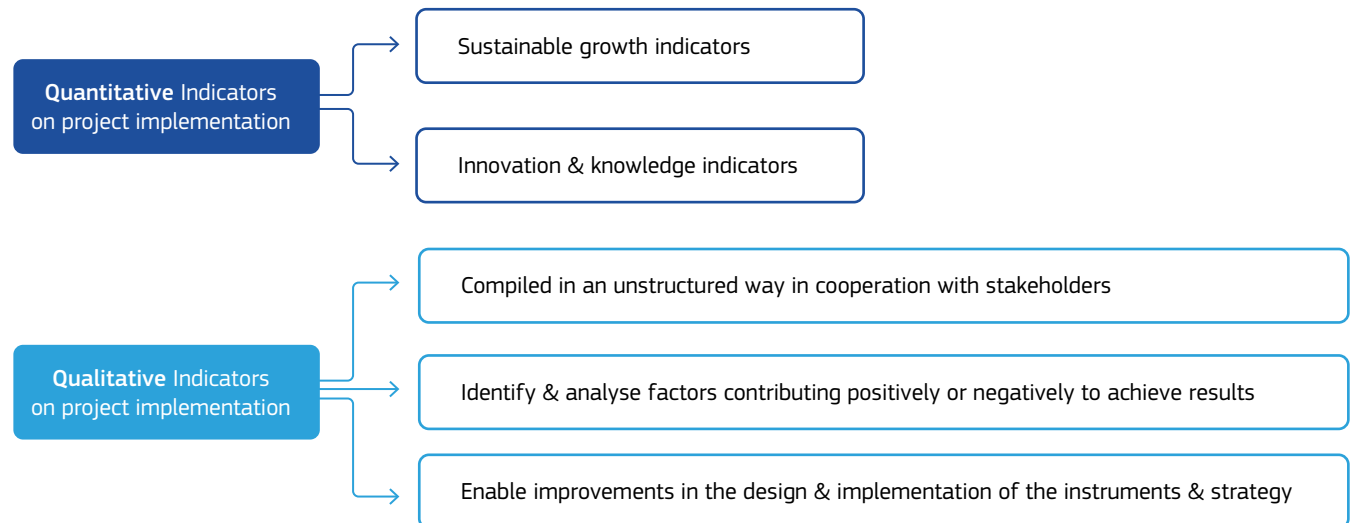 Quantitative Indicators
on project implementation
Sustainable growth indicators
Innovation & knowledge indicators
Qualitative Indicators
on project implementation
Compiled in an unstructured way in cooperation with stakeholders
Identify & analyse factors contributing positively or negatively to achieve results
Enable improvements in the design & implementation of the instruments & strategy